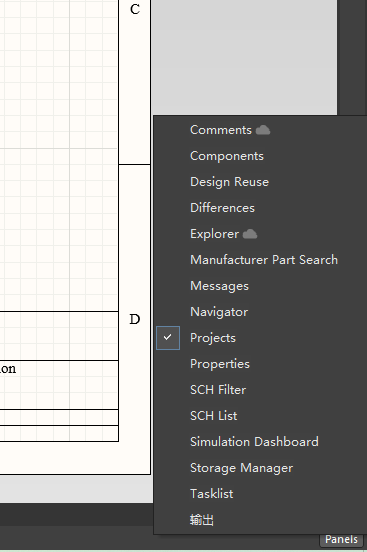 C
Comments
Components
Design Reuse
Differences
Explorer
Manufacturer Part Search
Messages
Navigator
D
Projects
Properties
on
SCH Filter
SCH List
Simulation Dashboard
Storage Manager
Tasklist
输出
Panels